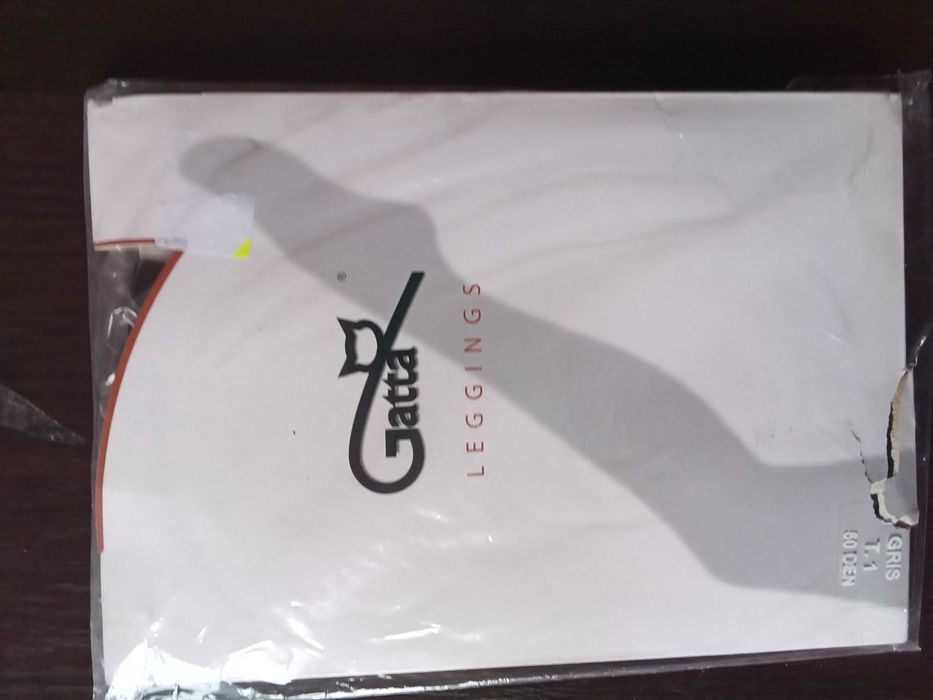 Gatta®
LEGGINGS
GRIS
T. 1
60 DEN